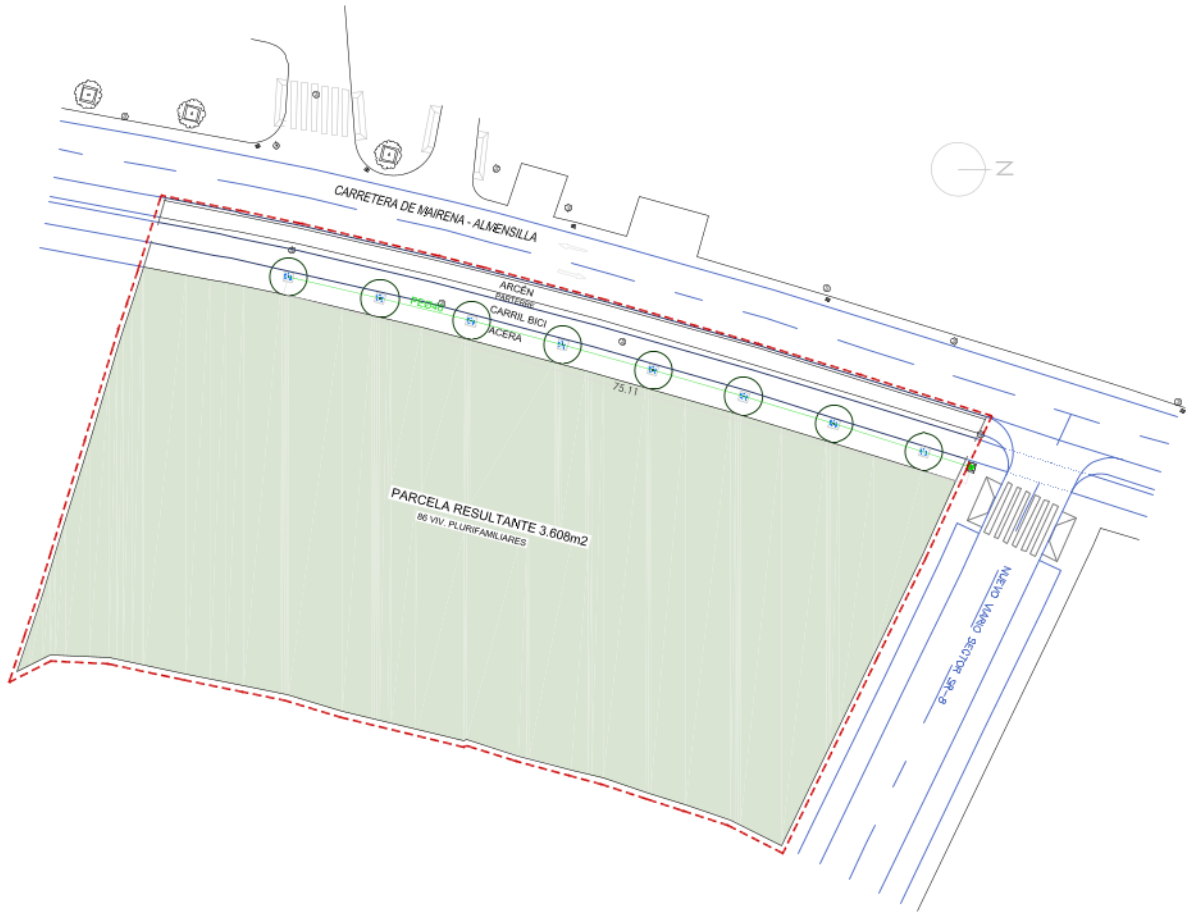 N
CARRETERA DE MAIRENA - ALMENSILLA
ARCÉN
PARTERRE
CARRIL BICI
ACERA
75.11
PARCELA RESULTANTE 3.608m2
86 VIV. PLURIFAMILIARES
NUEVO VIARIO SECTOR SR-8